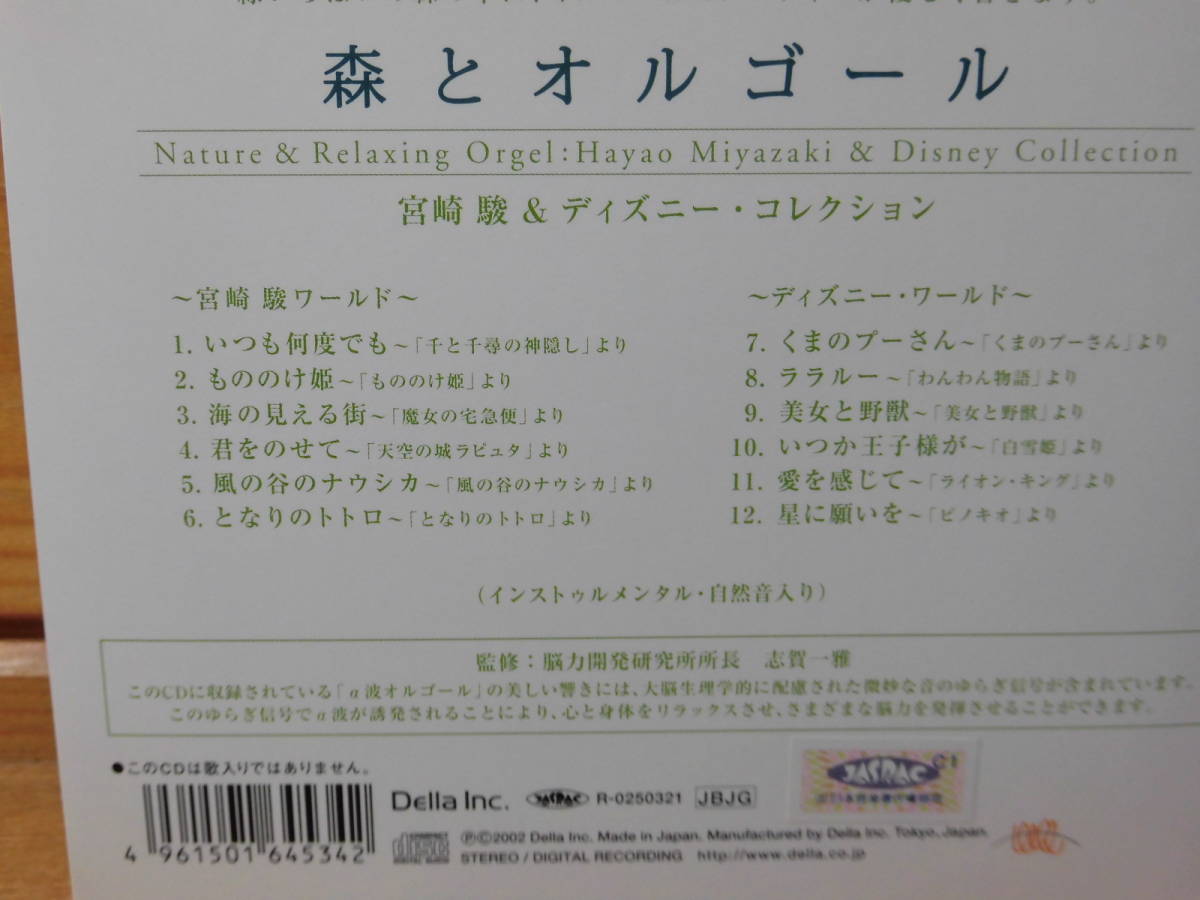 森とオルゴール
Nature & Relaxing Orgel:Hayao Miyazaki & Disney Collection
宮崎 駿 & ディズニー・コレクション
～宮崎 駿ワールド～
1. いつも何度でも～「千と千尋の神隠し」より
2. もののけ姫～「もののけ姫」より
3. 海の見える街～「魔女の宅急便」より
4. 君をのせて～「天空の城ラピュタ」より
5. 風の谷のナウシカ～「風の谷のナウシカ」より
6. となりのトトロ～「となりのトトロ」より
～ディズニー・ワールド～
7. くまのプーさん～「くまのプーさん」より
8. ララルー～「わんわん物語」より
9. 美女と野獣～「美女と野獣」より
10. いつか王子様が～「白雪姫」より
11. 愛を感じて～「ライオン・キング」より
12. 星に願いを～「ピノキオ」より
（インストゥルメンタル・自然音入り）
監修：脳力開発研究所所長 志賀一雅
このCDに収録されている「α波オルゴール」の美しい響きには、大脳生理学的に配慮された微妙な音のゆらぎ信号が含まれています。
このゆらぎ信号でα波が誘発されることにより、心と身体をリラックスさせ、さまざまな脳力を発揮させることができます。
●このCDは歌入りではありません。
4 961501 645342
Della Inc. JASRAC R-0250321 JBJG
JASRAC C1
COMPACT disc DIGITAL AUDIO
ⓅⒸ2002 Della Inc. Made in Japan. Manufactured by Della Inc. Tokyo, Japan.
STEREO / DIGITAL RECORDING http://www.della.co.jp